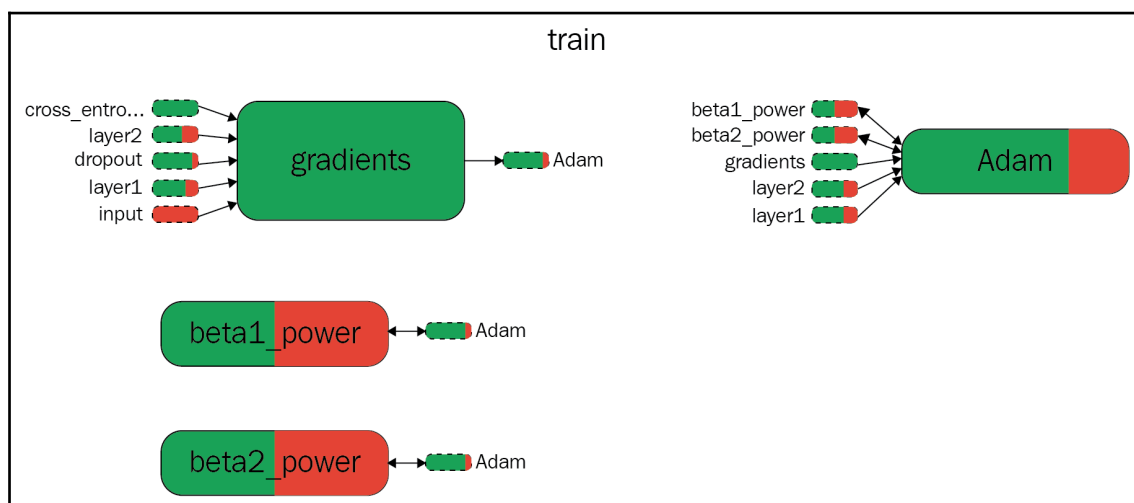 train
cross_entro...
layer2
dropout
layer1
input
gradients
Adam
beta1_power
beta2_power
gradients
layer2
layer1
Adam
beta1_power
Adam
beta2_power
Adam